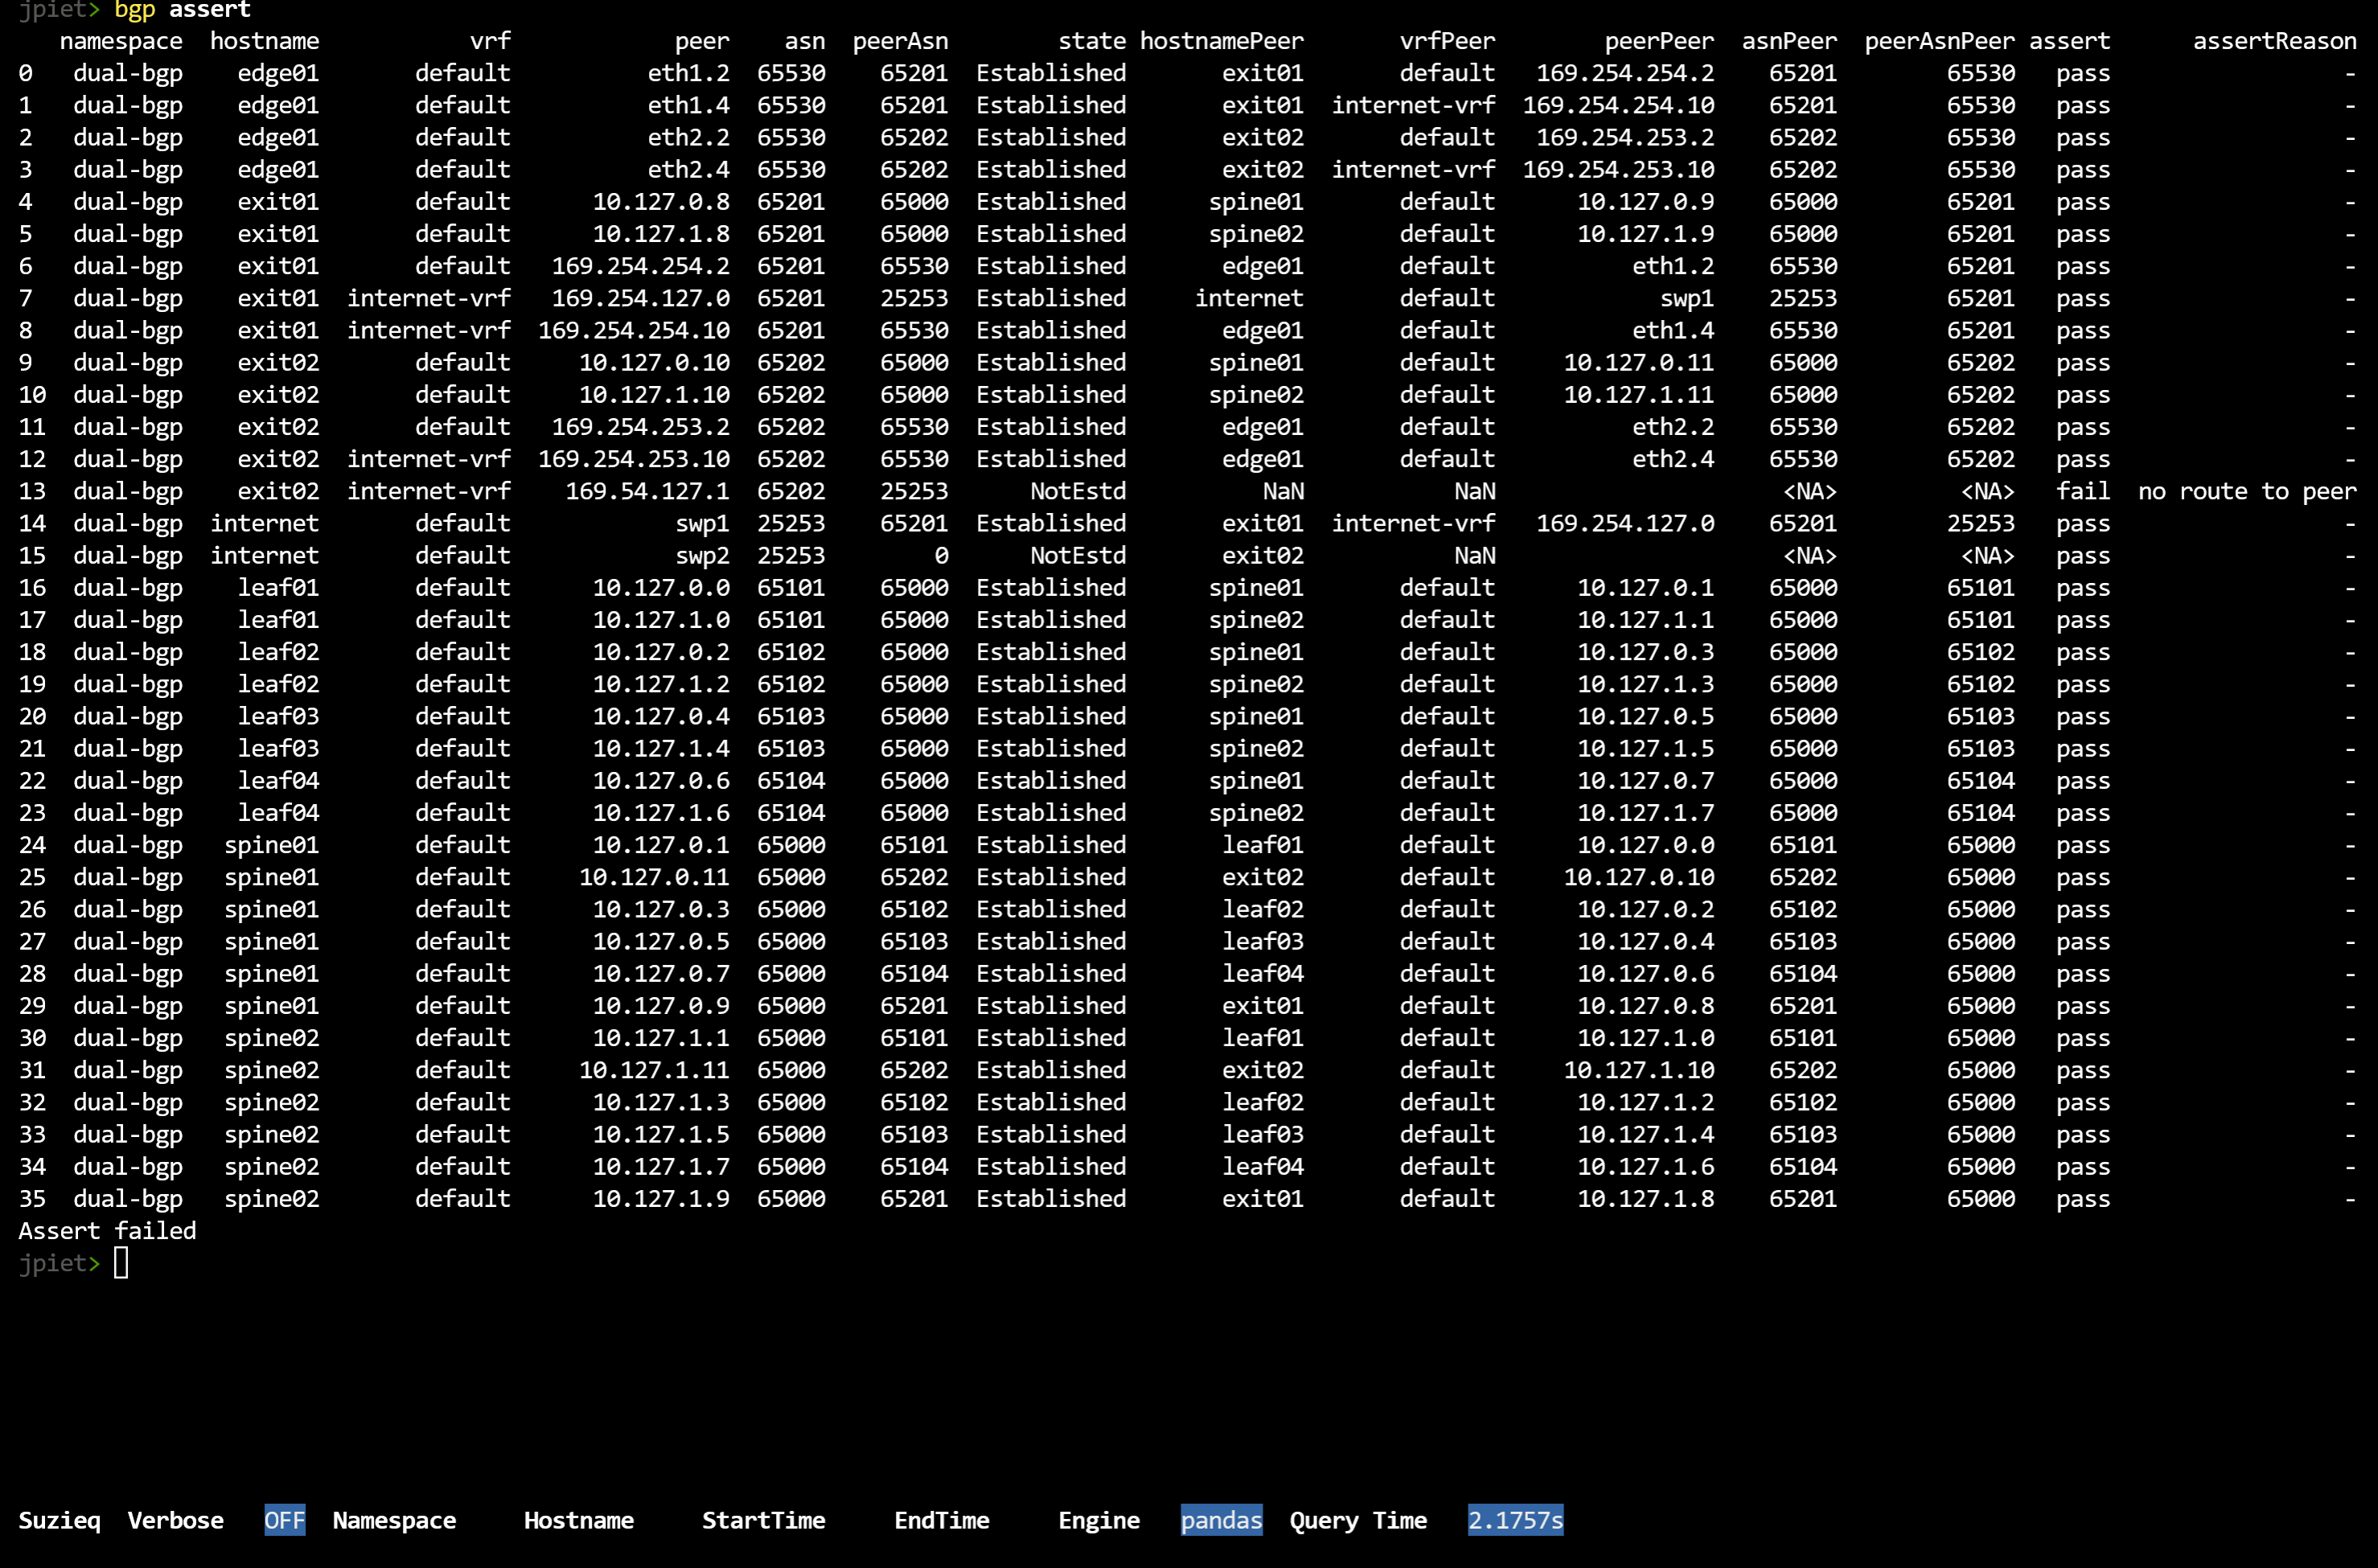 jpiet> bgp assert
namespace hostname vrf peer asn peerAsn state hostnamePeer vrfPeer peerPeer asnPeer peerAsnPeer assert assertReason
0 dual-bgp edge01 default eth1.2 65530 65201 Established exit01 default 169.254.254.2 65201 65530 pass -
1 dual-bgp edge01 default eth1.4 65530 65201 Established exit01 internet-vrf 169.254.254.10 65201 65530 pass -
2 dual-bgp edge01 default eth2.2 65530 65202 Established exit02 default 169.254.253.2 65202 65530 pass -
3 dual-bgp edge01 default eth2.4 65530 65202 Established exit02 internet-vrf 169.254.253.10 65202 65530 pass -
4 dual-bgp exit01 default 10.127.0.8 65201 65000 Established spine01 default 10.127.0.9 65000 65201 pass -
5 dual-bgp exit01 default 10.127.1.8 65201 65000 Established spine02 default 10.127.1.9 65000 65201 pass -
6 dual-bgp exit01 default 169.254.254.2 65201 65530 Established edge01 default eth1.2 65530 65201 pass -
7 dual-bgp exit01 internet-vrf 169.254.127.0 65201 25253 Established internet default swp1 25253 65201 pass -
8 dual-bgp exit01 internet-vrf 169.254.254.10 65201 65530 Established edge01 default eth1.4 65530 65201 pass -
9 dual-bgp exit02 default 10.127.0.10 65202 65000 Established spine01 default 10.127.0.11 65000 65202 pass -
10 dual-bgp exit02 default 10.127.1.10 65202 65000 Established spine02 default 10.127.1.11 65000 65202 pass -
11 dual-bgp exit02 default 169.254.253.2 65202 65530 Established edge01 default eth2.2 65530 65202 pass -
12 dual-bgp exit02 internet-vrf 169.254.253.10 65202 65530 Established edge01 default eth2.4 65530 65202 pass -
13 dual-bgp exit02 internet-vrf 169.54.127.1 65202 25253 NotEstd NaN NaN <NA> <NA> fail no route to peer
14 dual-bgp internet default swp1 25253 65201 Established exit01 internet-vrf 169.254.127.0 65201 25253 pass -
15 dual-bgp internet default swp2 25253 0 NotEstd exit02 NaN <NA> <NA> pass -
16 dual-bgp leaf01 default 10.127.0.0 65101 65000 Established spine01 default 10.127.0.1 65000 65101 pass -
17 dual-bgp leaf01 default 10.127.1.0 65101 65000 Established spine02 default 10.127.1.1 65000 65101 pass -
18 dual-bgp leaf02 default 10.127.0.2 65102 65000 Established spine01 default 10.127.0.3 65000 65102 pass -
19 dual-bgp leaf02 default 10.127.1.2 65102 65000 Established spine02 default 10.127.1.3 65000 65102 pass -
20 dual-bgp leaf03 default 10.127.0.4 65103 65000 Established spine01 default 10.127.0.5 65000 65103 pass -
21 dual-bgp leaf03 default 10.127.1.4 65103 65000 Established spine02 default 10.127.1.5 65000 65103 pass -
22 dual-bgp leaf04 default 10.127.0.6 65104 65000 Established spine01 default 10.127.0.7 65000 65104 pass -
23 dual-bgp leaf04 default 10.127.1.6 65104 65000 Established spine02 default 10.127.1.7 65000 65104 pass -
24 dual-bgp spine01 default 10.127.0.1 65000 65101 Established leaf01 default 10.127.0.0 65101 65000 pass -
25 dual-bgp spine01 default 10.127.0.11 65000 65202 Established exit02 default 10.127.0.10 65202 65000 pass -
26 dual-bgp spine01 default 10.127.0.3 65000 65102 Established leaf02 default 10.127.0.2 65102 65000 pass -
27 dual-bgp spine01 default 10.127.0.5 65000 65103 Established leaf03 default 10.127.0.4 65103 65000 pass -
28 dual-bgp spine01 default 10.127.0.7 65000 65104 Established leaf04 default 10.127.0.6 65104 65000 pass -
29 dual-bgp spine01 default 10.127.0.9 65000 65201 Established exit01 default 10.127.0.8 65201 65000 pass -
30 dual-bgp spine02 default 10.127.1.1 65000 65101 Established leaf01 default 10.127.1.0 65101 65000 pass -
31 dual-bgp spine02 default 10.127.1.11 65000 65202 Established exit02 default 10.127.1.10 65202 65000 pass -
32 dual-bgp spine02 default 10.127.1.3 65000 65102 Established leaf02 default 10.127.1.2 65102 65000 pass -
33 dual-bgp spine02 default 10.127.1.5 65000 65103 Established leaf03 default 10.127.1.4 65103 65000 pass -
34 dual-bgp spine02 default 10.127.1.7 65000 65104 Established leaf04 default 10.127.1.6 65104 65000 pass -
35 dual-bgp spine02 default 10.127.1.9 65000 65201 Established exit01 default 10.127.1.8 65201 65000 pass -
Assert failed
jpiet>
Suzieq Verbose OFF Namespace Hostname StartTime EndTime Engine pandas Query Time 2.1757s